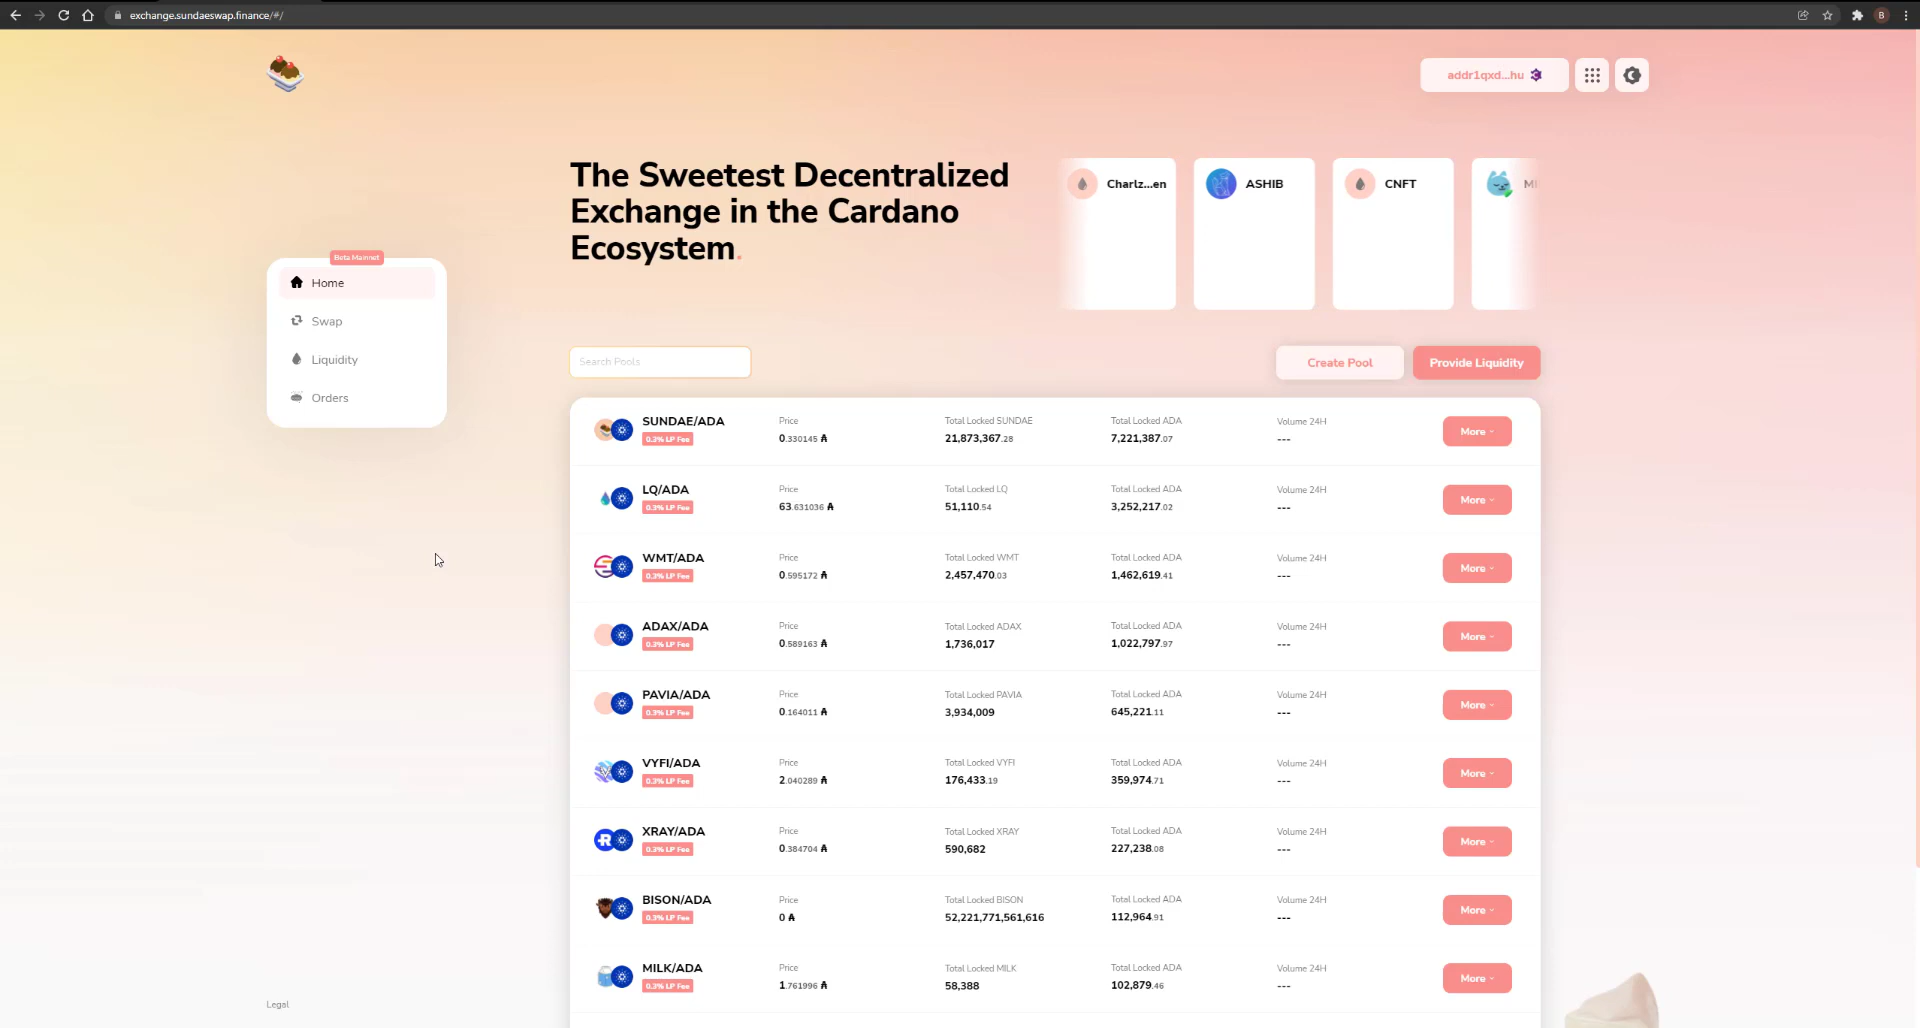 exchange.sundaeswap.finance/#/
B
addr1qxd...hu
The Sweetest Decentralized
Exchange in the Cardano
Ecosystem.
Charlz...en
ASHIB
CNFT
Beta Mainnet
Home
Swap
Liquidity
Orders
Search Pools
Create Pool
Provide Liquidity
SUNDAE/ADA
0.3% LP Fee
Price
0.330145 ₳
Total Locked SUNDAE
21,873,367.28
Total Locked ADA
7,221,387.07
Volume 24H
---
More
LQ/ADA
0.3% LP Fee
Price
63.631036 ₳
Total Locked LQ
51,110.54
Total Locked ADA
3,252,217.02
Volume 24H
---
More
WMT/ADA
0.3% LP Fee
Price
0.595172 ₳
Total Locked WMT
2,457,470.03
Total Locked ADA
1,462,619.41
Volume 24H
---
More
ADAX/ADA
0.3% LP Fee
Price
0.589163 ₳
Total Locked ADAX
1,736,017
Total Locked ADA
1,022,797.97
Volume 24H
---
More
PAVIA/ADA
0.3% LP Fee
Price
0.164011 ₳
Total Locked PAVIA
3,934,009
Total Locked ADA
645,221.11
Volume 24H
---
More
VYFI/ADA
0.3% LP Fee
Price
2.040289 ₳
Total Locked VYFI
176,433.19
Total Locked ADA
359,974.71
Volume 24H
---
More
XRAY/ADA
0.3% LP Fee
Price
0.384704 ₳
Total Locked XRAY
590,682
Total Locked ADA
227,238.08
Volume 24H
---
More
BISON/ADA
0.3% LP Fee
Price
0 ₳
Total Locked BISON
52,221,771,561,616
Total Locked ADA
112,964.91
Volume 24H
---
More
MILK/ADA
0.3% LP Fee
Price
1.761996 ₳
Total Locked MILK
58,388
Total Locked ADA
102,879.46
Volume 24H
---
More
Legal